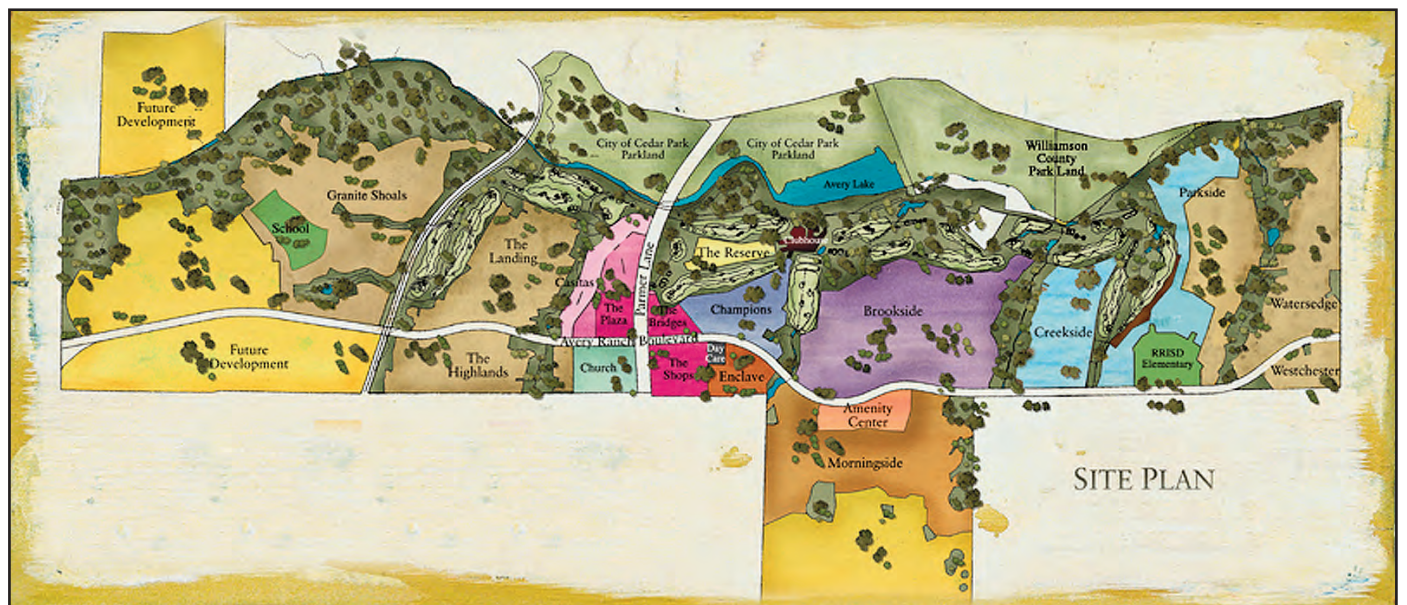 Future
Development
City of Cedar Park
Parkland
City of Cedar Park
Parkland
Williamson
County
Park Land
Avery Lake
Parkside
Granite Shoals
School
The
Landing
Casitas
Parmer Lane
The Reserve
Clubhouse
The
Plaza
The
Bridges
Champions
Brookside
Creekside
Watersedge
Avery Ranch Boulevard
Future
Development
The
Highlands
Church
The
Shops
Day
Care
Enclave
RRISD
Elementary
Westchester
Amenity
Center
Morningside
SITE PLAN